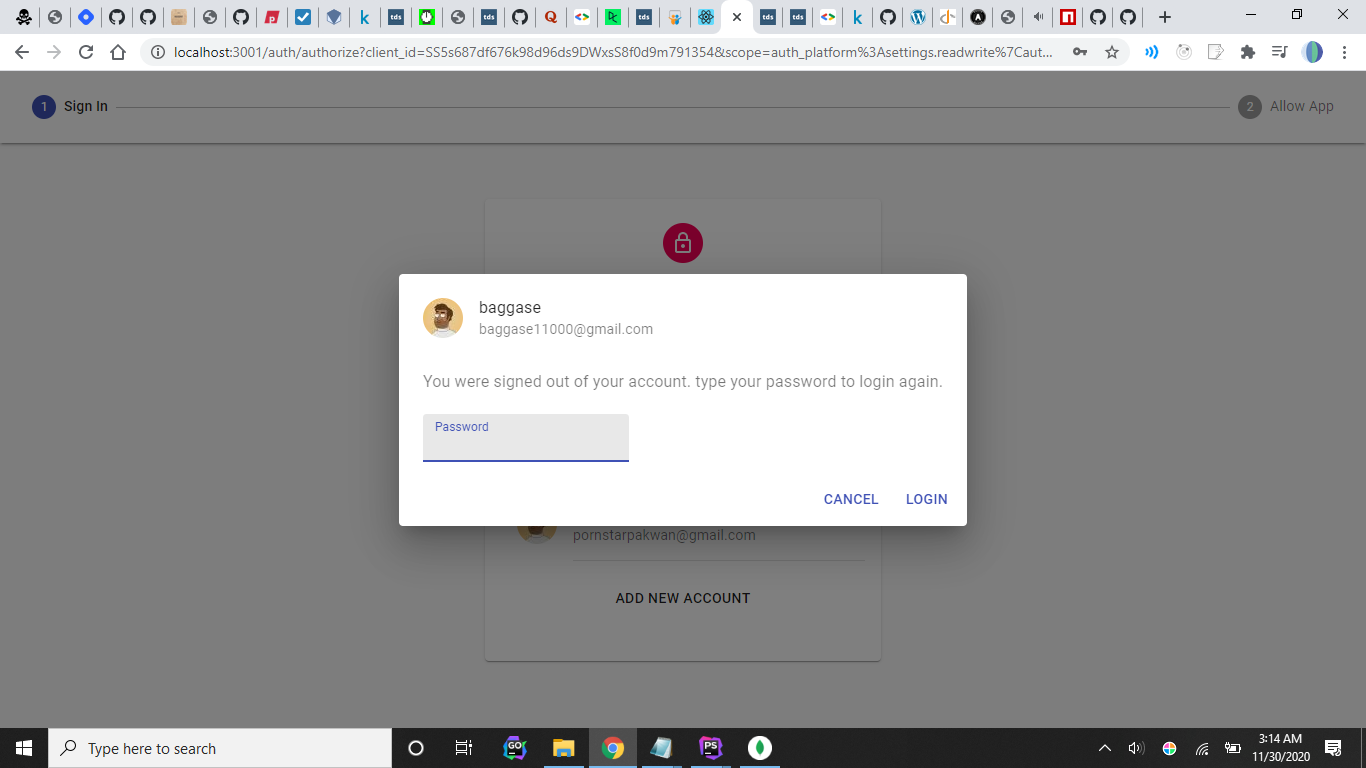 localhost:3001/auth/authorize?client_id=SS5s687df676k98d96ds9DWxsS8f0d9m791354&scope=auth_platform%3Asettings.readwrite%7Caut...
1 Sign In
2 Allow App
baggase
baggase11000@gmail.com
You were signed out of your account. type your password to login again.
Password
CANCEL LOGIN
pornstarpakwan@gmail.com
ADD NEW ACCOUNT
Type here to search
GO
PS
3:14 AM
11/30/2020